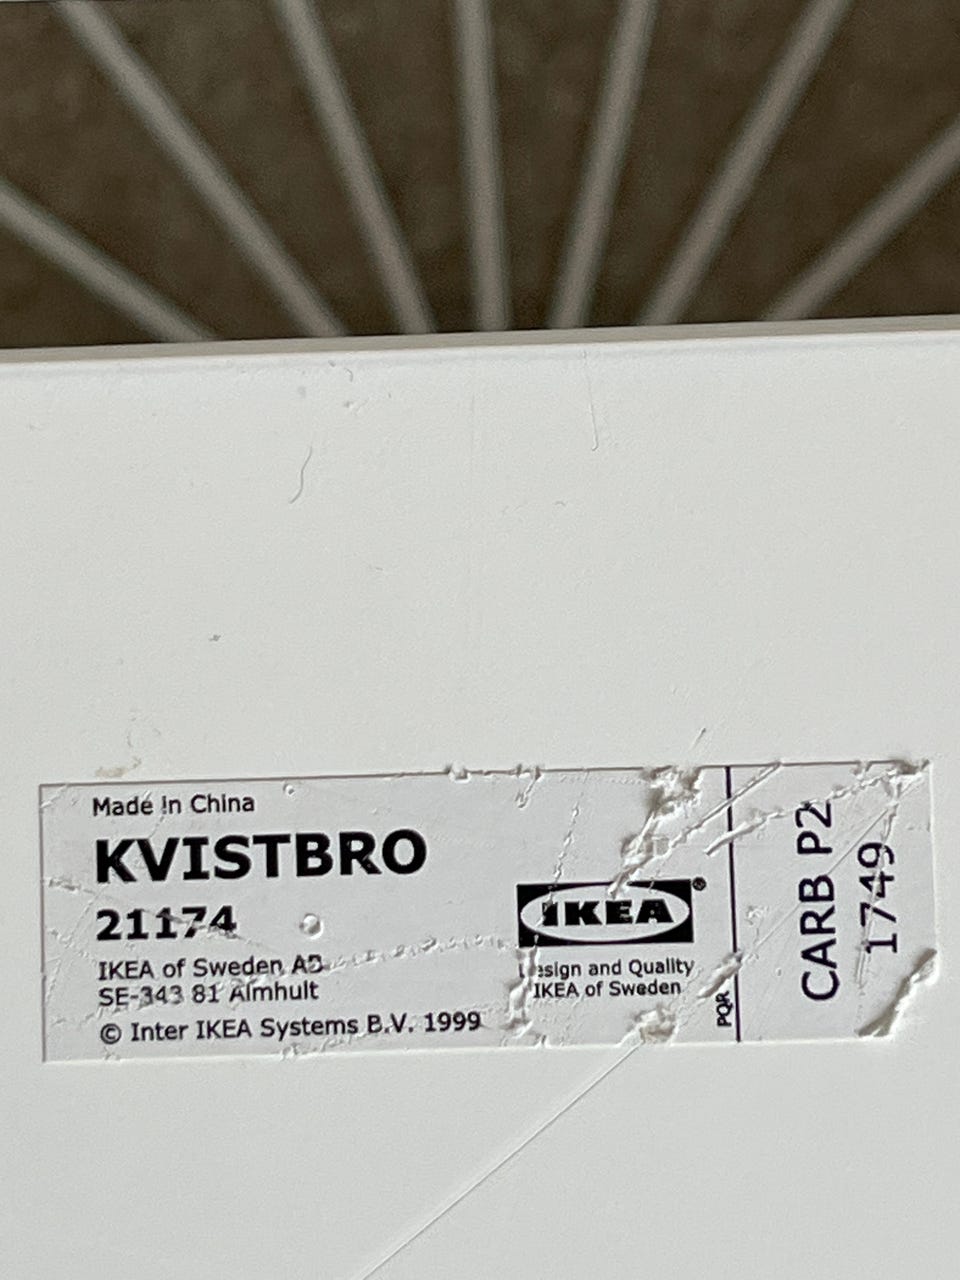 Made in China
KVISTBRO
21174
IKEA of Sweden AB
SE-343 81 Älmhult
© Inter IKEA Systems B.V. 1999
IKEA®
Design and Quality
IKEA of Sweden
PQR
CARB P2
1749